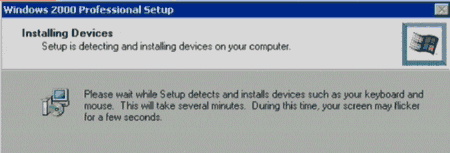 Windows 2000 Professional Setup
Installing Devices
Setup is detecting and installing devices on your computer.
Please wait while Setup detects and installs devices such as your keyboard and
mouse. This will take several minutes. During this time, your screen may flicker
for a few seconds.